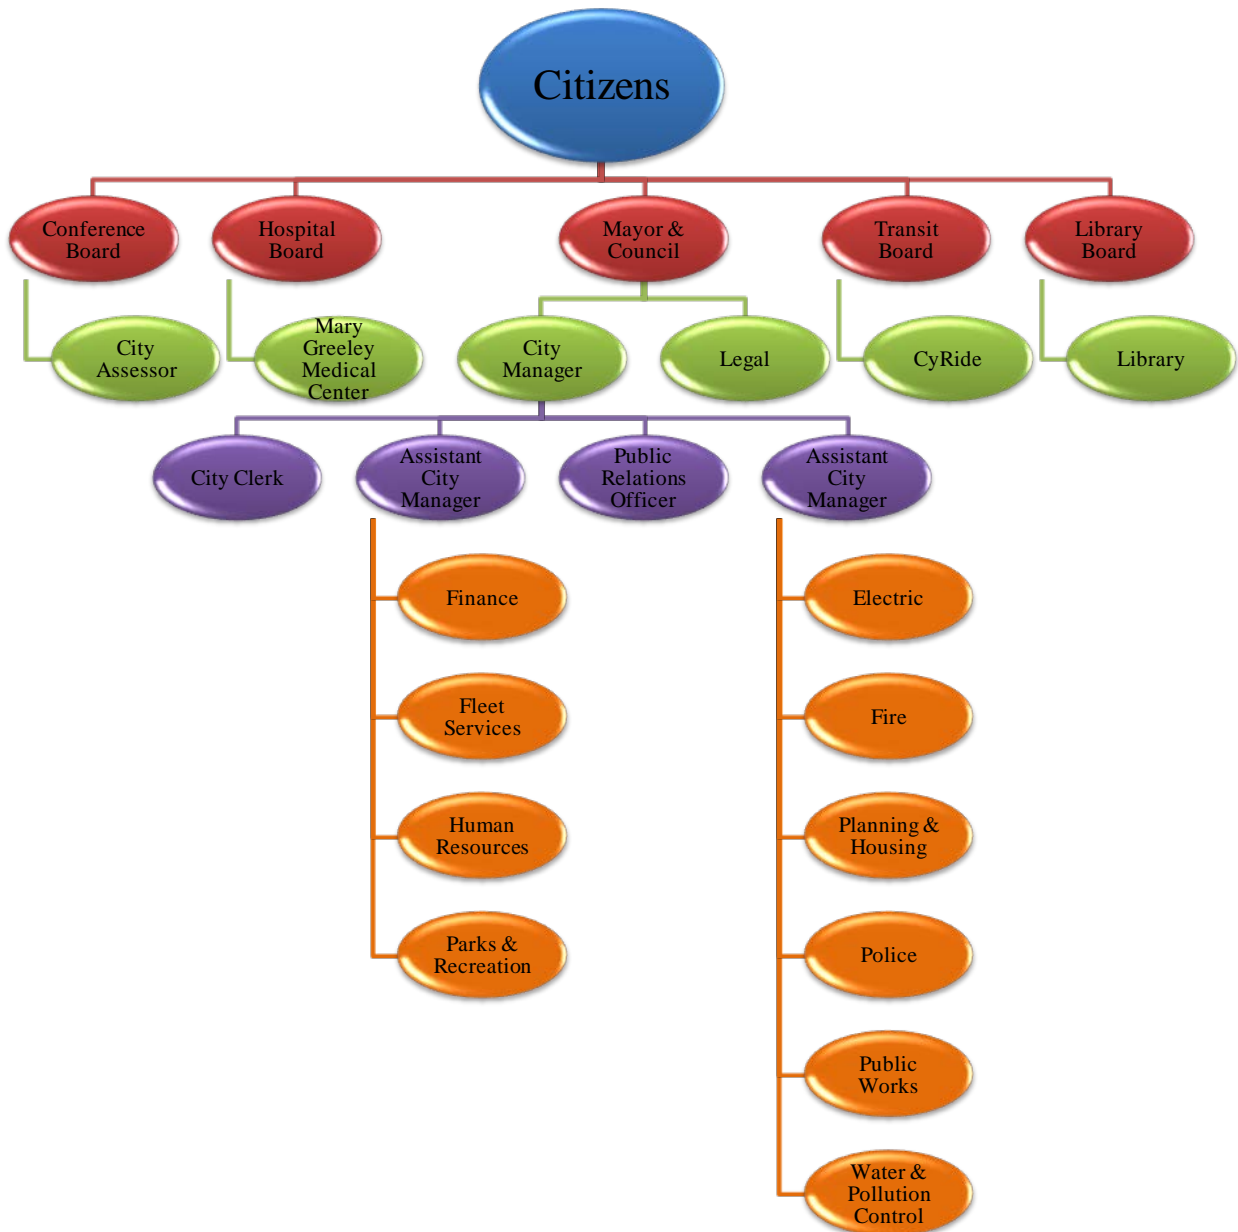 Citizens
Conference
Board
Hospital
Board
Mayor &
Council
Transit
Board
Library
Board
City
Assessor
Mary
Greeley
Medical
Center
City
Manager
Legal
CyRide
Library
City Clerk
Assistant
City
Manager
Public
Relations
Officer
Assistant
City
Manager
Finance
Fleet
Services
Human
Resources
Parks &
Recreation
Electric
Fire
Planning &
Housing
Police
Public
Works
Water &
Pollution
Control